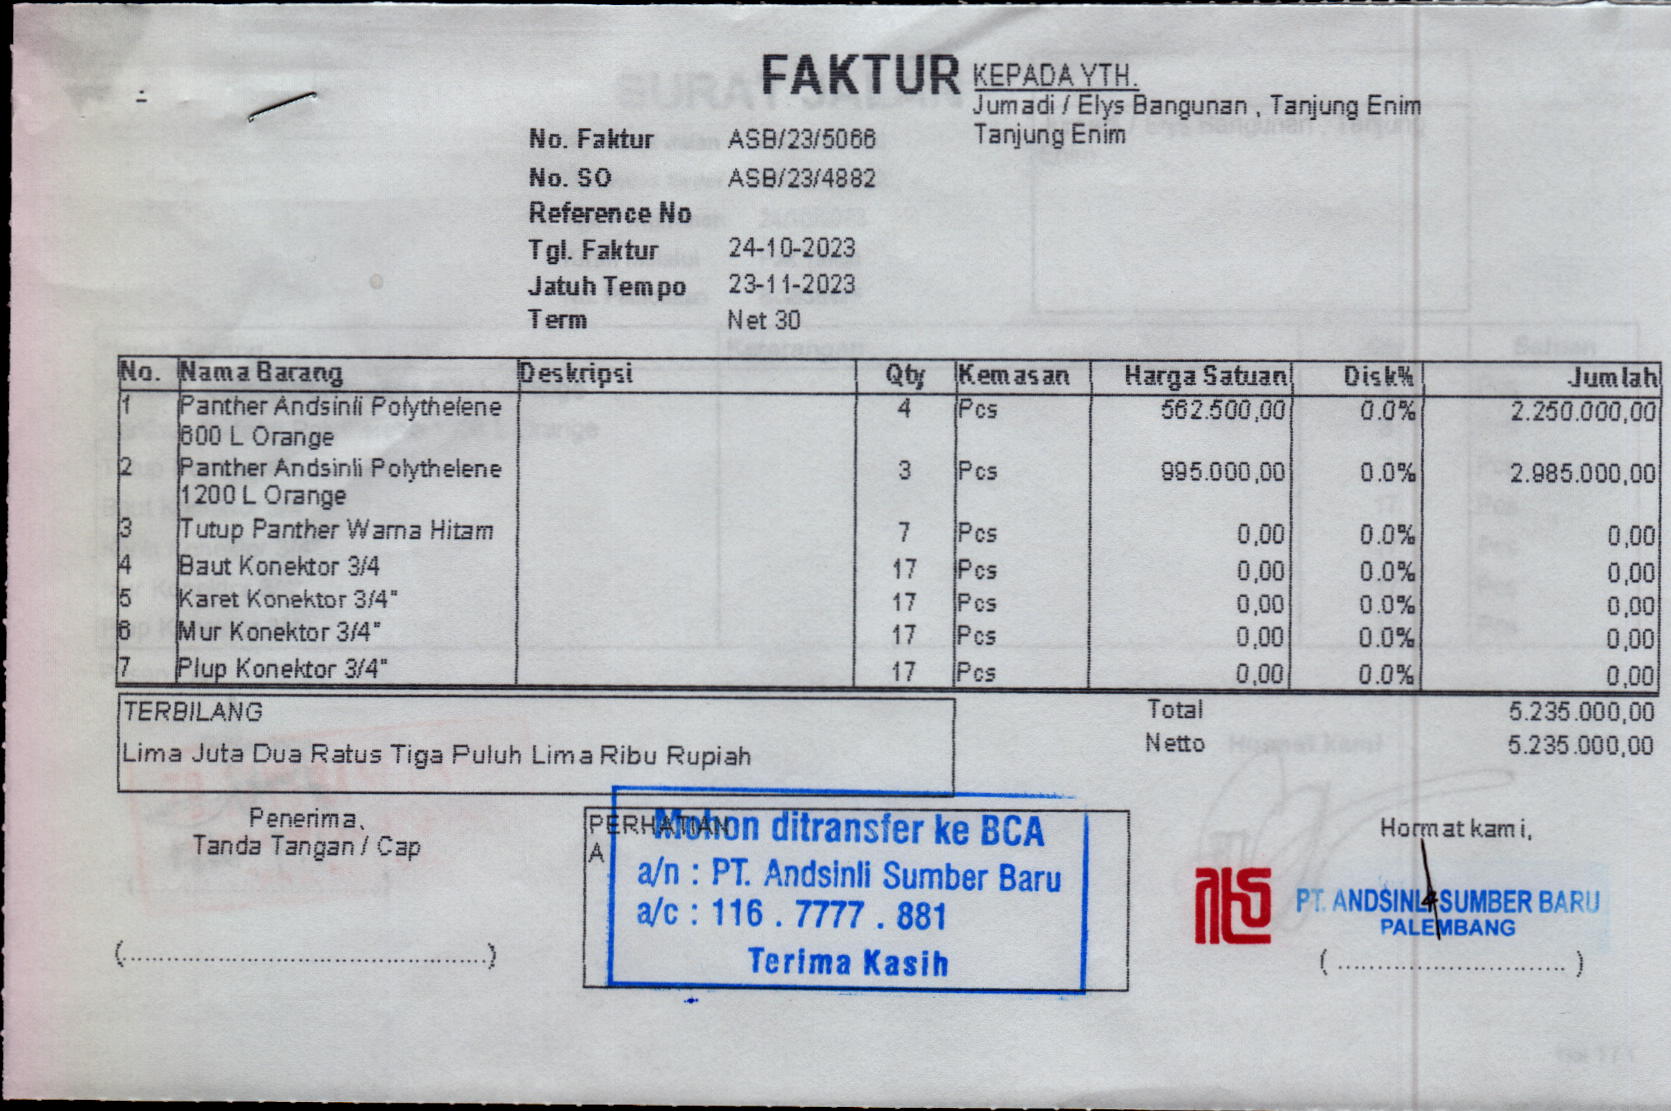 FAKTUR
KEPADA YTH.
Jumadi / Elys Bangunan , Tanjung Enim
Tanjung Enim
No. Faktur ASB/23/5066
No. SO ASB/23/4882
Reference No
Tgl. Faktur 24-10-2023
Jatuh Tempo 23-11-2023
Term Net 30
No. Nama Barang Deskripsi Qty Kemasan Harga Satuan Disk% Jumlah
1 Panther Andsinli Polythelene 4 Pcs 562.500,00 0.0% 2.250.000,00
600 L Orange
2 Panther Andsinli Polythelene 3 Pcs 995.000,00 0.0% 2.985.000,00
1200 L Orange
3 Tutup Panther Warna Hitam 7 Pcs 0,00 0.0% 0,00
4 Baut Konektor 3/4 17 Pcs 0,00 0.0% 0,00
5 Karet Konektor 3/4" 17 Pcs 0,00 0.0% 0,00
6 Mur Konektor 3/4" 17 Pcs 0,00 0.0% 0,00
7 Plup Konektor 3/4" 17 Pcs 0,00 0.0% 0,00
TERBILANG
Lima Juta Dua Ratus Tiga Puluh Lima Ribu Rupiah
Total 5.235.000,00
Netto 5.235.000,00
Penerima,
Tanda Tangan / Cap
(................................................)
PERHATIAN
A
Mohon ditransfer ke BCA
a/n : PT. Andsinli Sumber Baru
a/c : 116 . 7777 . 881
Terima Kasih
Hormat kami,
PT. ANDSINLI SUMBER BARU
PALEMBANG
( .............................. )